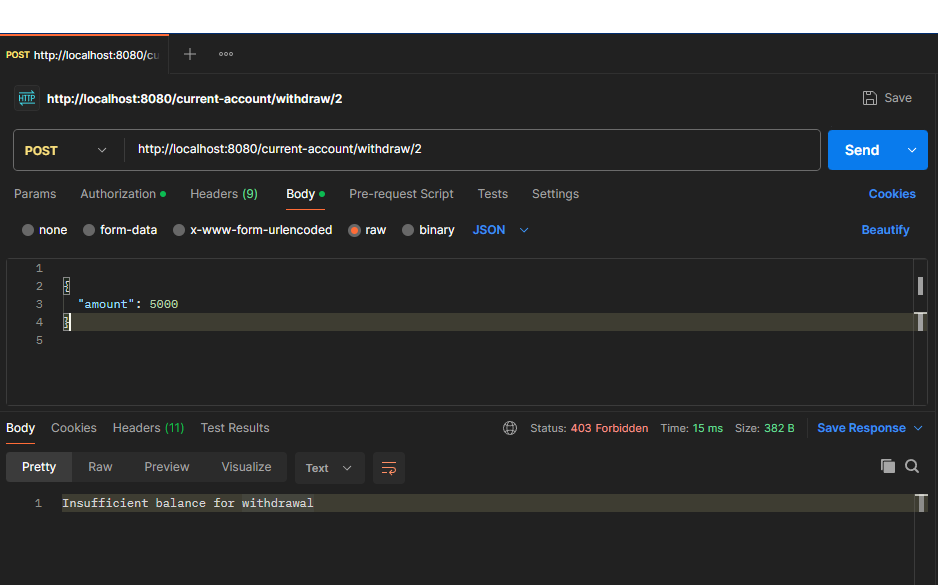 POST http://localhost:8080/cu
HTTP http://localhost:8080/current-account/withdraw/2 Save
POST http://localhost:8080/current-account/withdraw/2 Send
Params Authorization Headers (9) Body Pre-request Script Tests Settings Cookies
none form-data x-www-form-urlencoded raw binary JSON Beautify
1
2 {
3 "amount": 5000
4 }
5
Body Cookies Headers (11) Test Results Status: 403 Forbidden Time: 15 ms Size: 382 B Save Response
Pretty Raw Preview Visualize Text
1 Insufficient balance for withdrawal